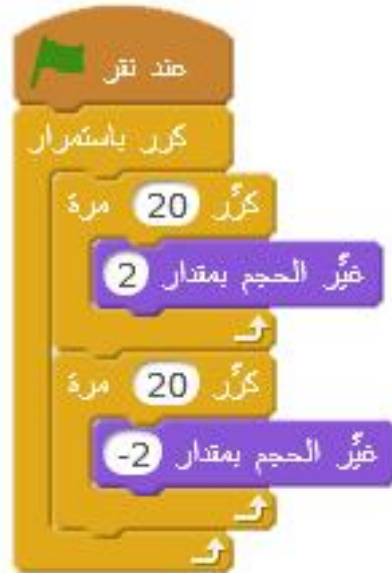 عند نقر
كرر باستمرار
كرِّر 20 مرة
غيِّر الحجم بمقدار 2
كرِّر 20 مرة
غيِّر الحجم بمقدار -2